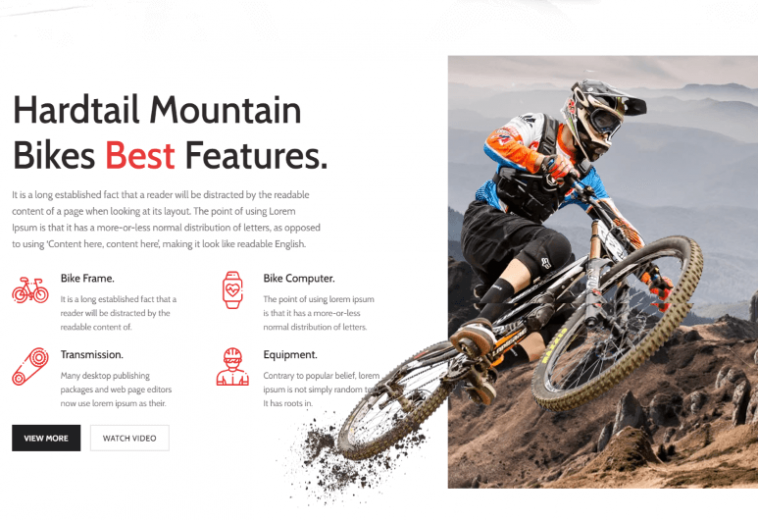 Hardtail Mountain
Bikes Best Features.
It is a long established fact that a reader will be distracted by the readable
content of a page when looking at its layout. The point of using Lorem
Ipsum is that it has a more-or-less normal distribution of letters, as opposed
to using 'Content here, content here', making it look like readable English.
Bike Frame.
It is a long established fact that a
reader will be distracted by the
readable content of.
Bike Computer.
The point of using lorem ipsum
is that it has a more-or-less
normal distribution of letters.
Transmission.
Many desktop publishing
packages and web page editors
now use lorem ipsum as their.
Equipment.
Contrary to popular belief, lorem
ipsum is not simply random
It has roots in.
VIEW MORE
WATCH VIDEO